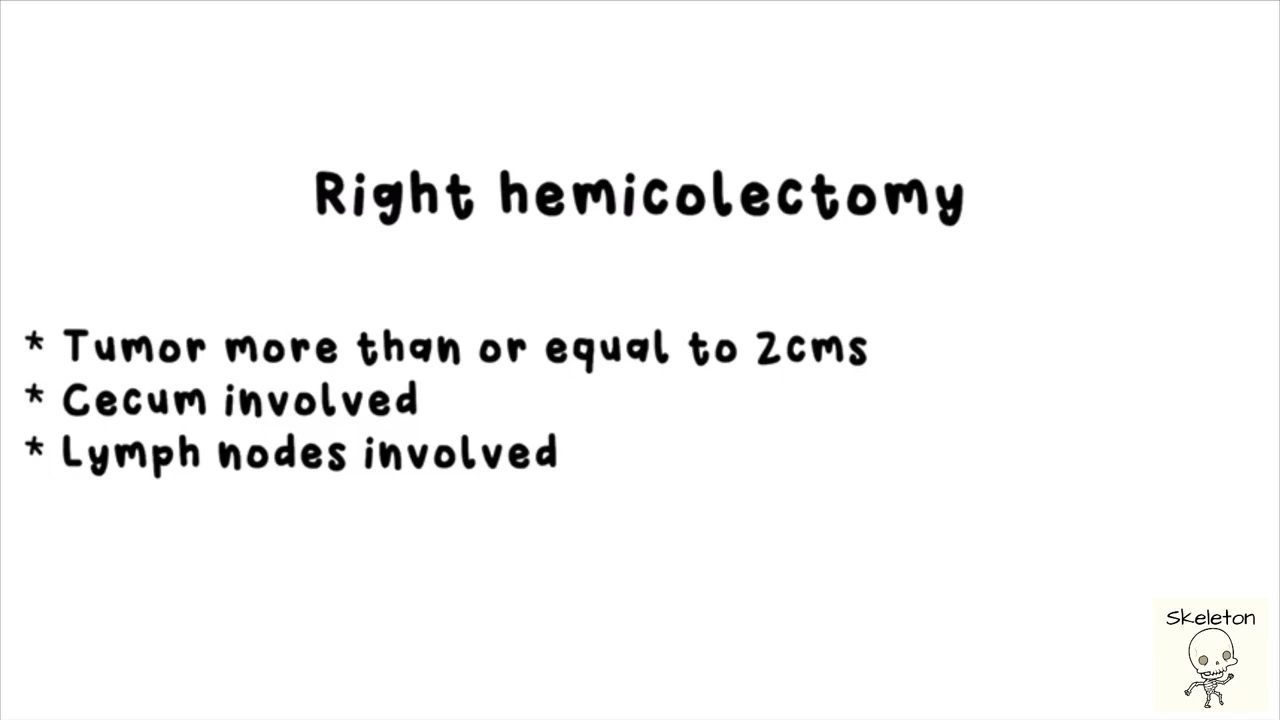 Right hemicolectomy
* Tumor more than or equal to 2cms
* Cecum involved
* Lymph nodes involved
Skeleton